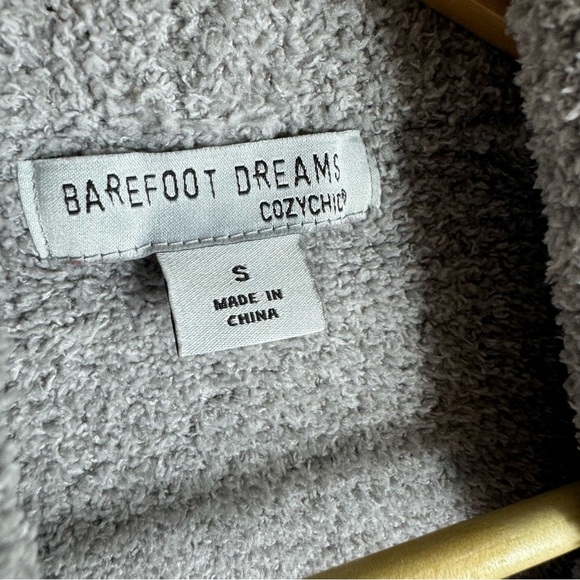 BAREFOOT DREAMS
COZYCHIC®
S
MADE IN
CHINA